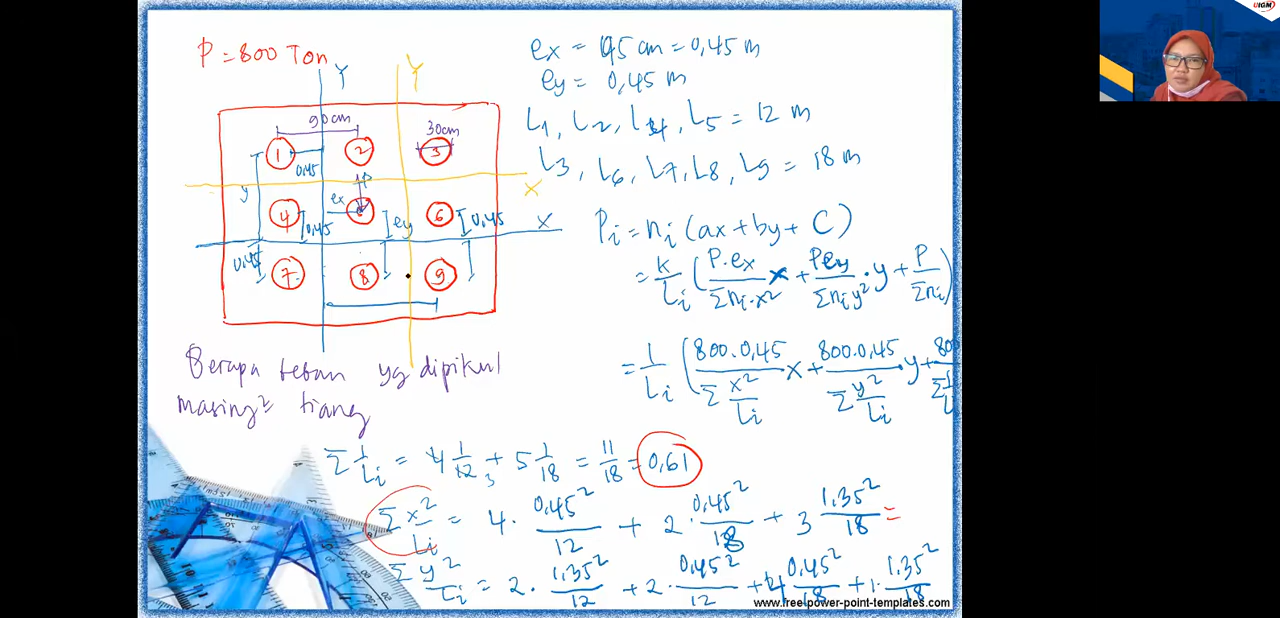 UIGM
P = 800 Ton
Y
Y
90 cm
30cm
1
2
3
0,45
y
P
X
ex
4
0,45
ey
6
0,45
X
0,45
7
8
9
Berapa beban yg dipikul
masing² tiang
ex = 45 cm = 0,45 m
ey = 0,45 m
L1, L2, L4, L5 = 12 m
L3, L6, L7, L8, L9 = 18 m
Pi = ni (ax + by + C)
= K/Li (P.ex/Σni.x² x + Pey/Σniy² . y + P/Σni)
= 1/Li (800.0,45/Σ x²/Li x + 800.0,45/Σ y²/Li y + 800/Σ 1/Li
Σ 1/Li = 4 1/12 + 5 1/18 = 11/18 = 0,61
Σ x²/Li = 4 . 0,45²/12 + 2 . 0,45²/18 + 3 1.35²/18 =
Σ y²/Li = 2 . 1.35²/12 + 2 . 0,45²/12 + 4 0,45²/18 + 1 . 1.35²/18
www.free-power-point-templates.com